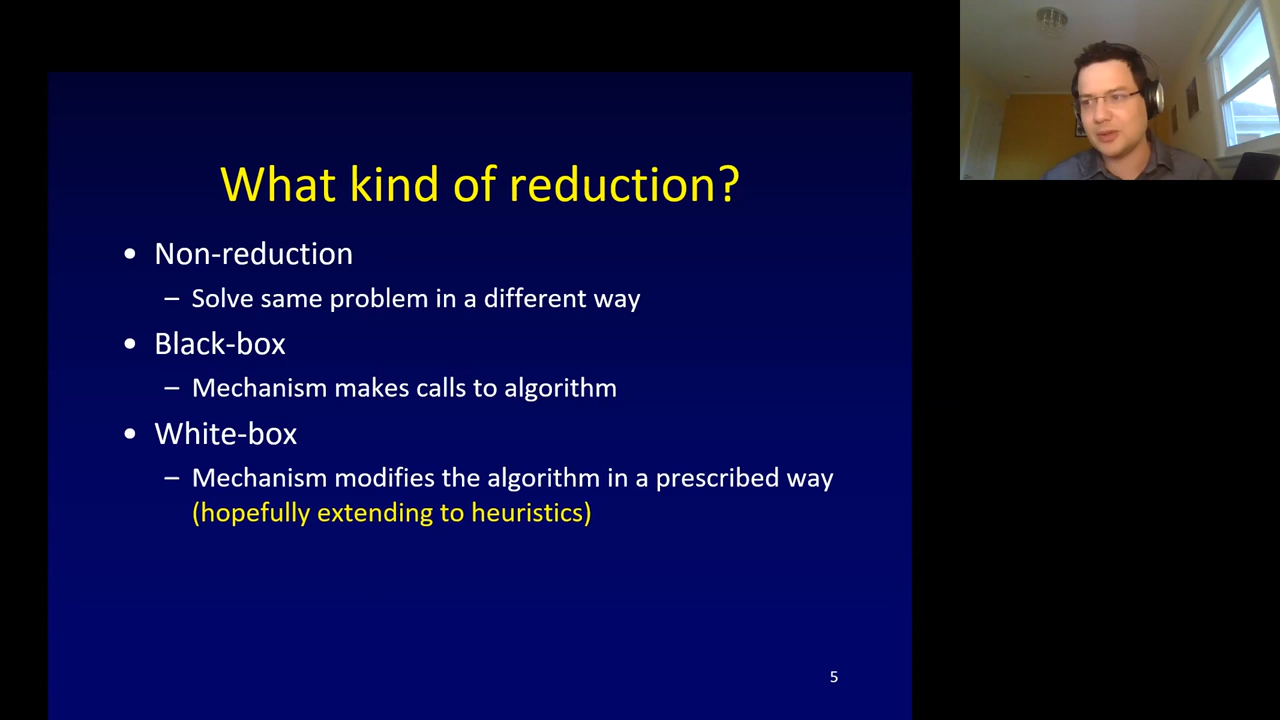 What kind of reduction?
• Non-reduction
– Solve same problem in a different way
• Black-box
– Mechanism makes calls to algorithm
• White-box
– Mechanism modifies the algorithm in a prescribed way
(hopefully extending to heuristics)
5